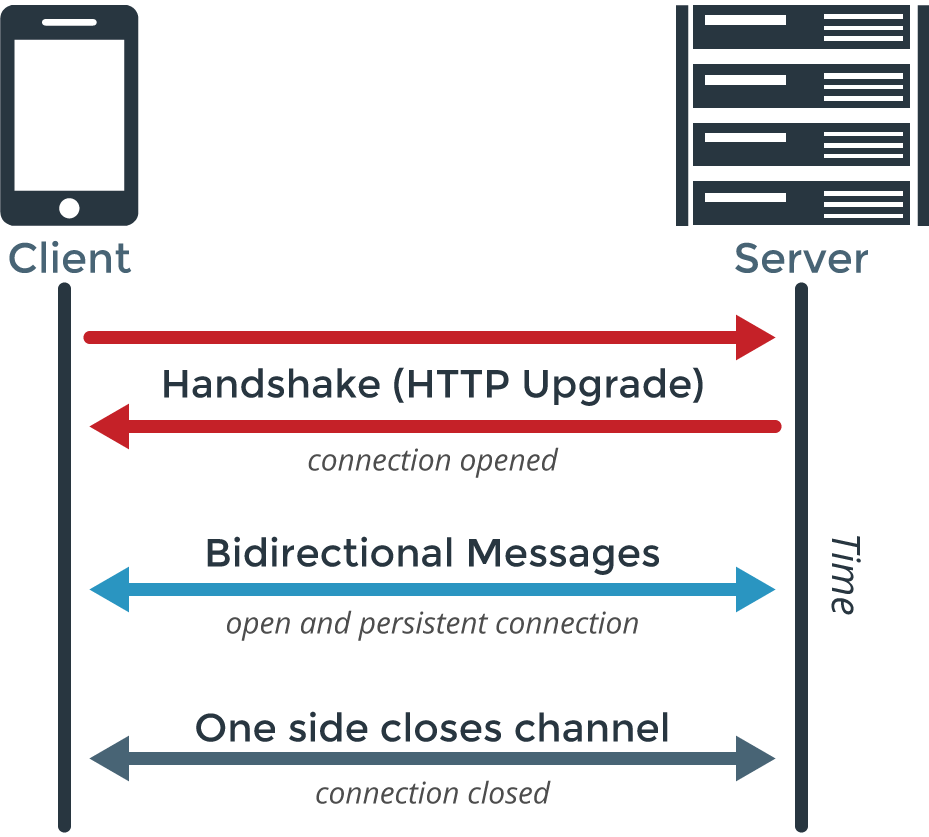 Client
Server
Handshake (HTTP Upgrade)
connection opened
Bidirectional Messages
open and persistent connection
Time
One side closes channel
connection closed